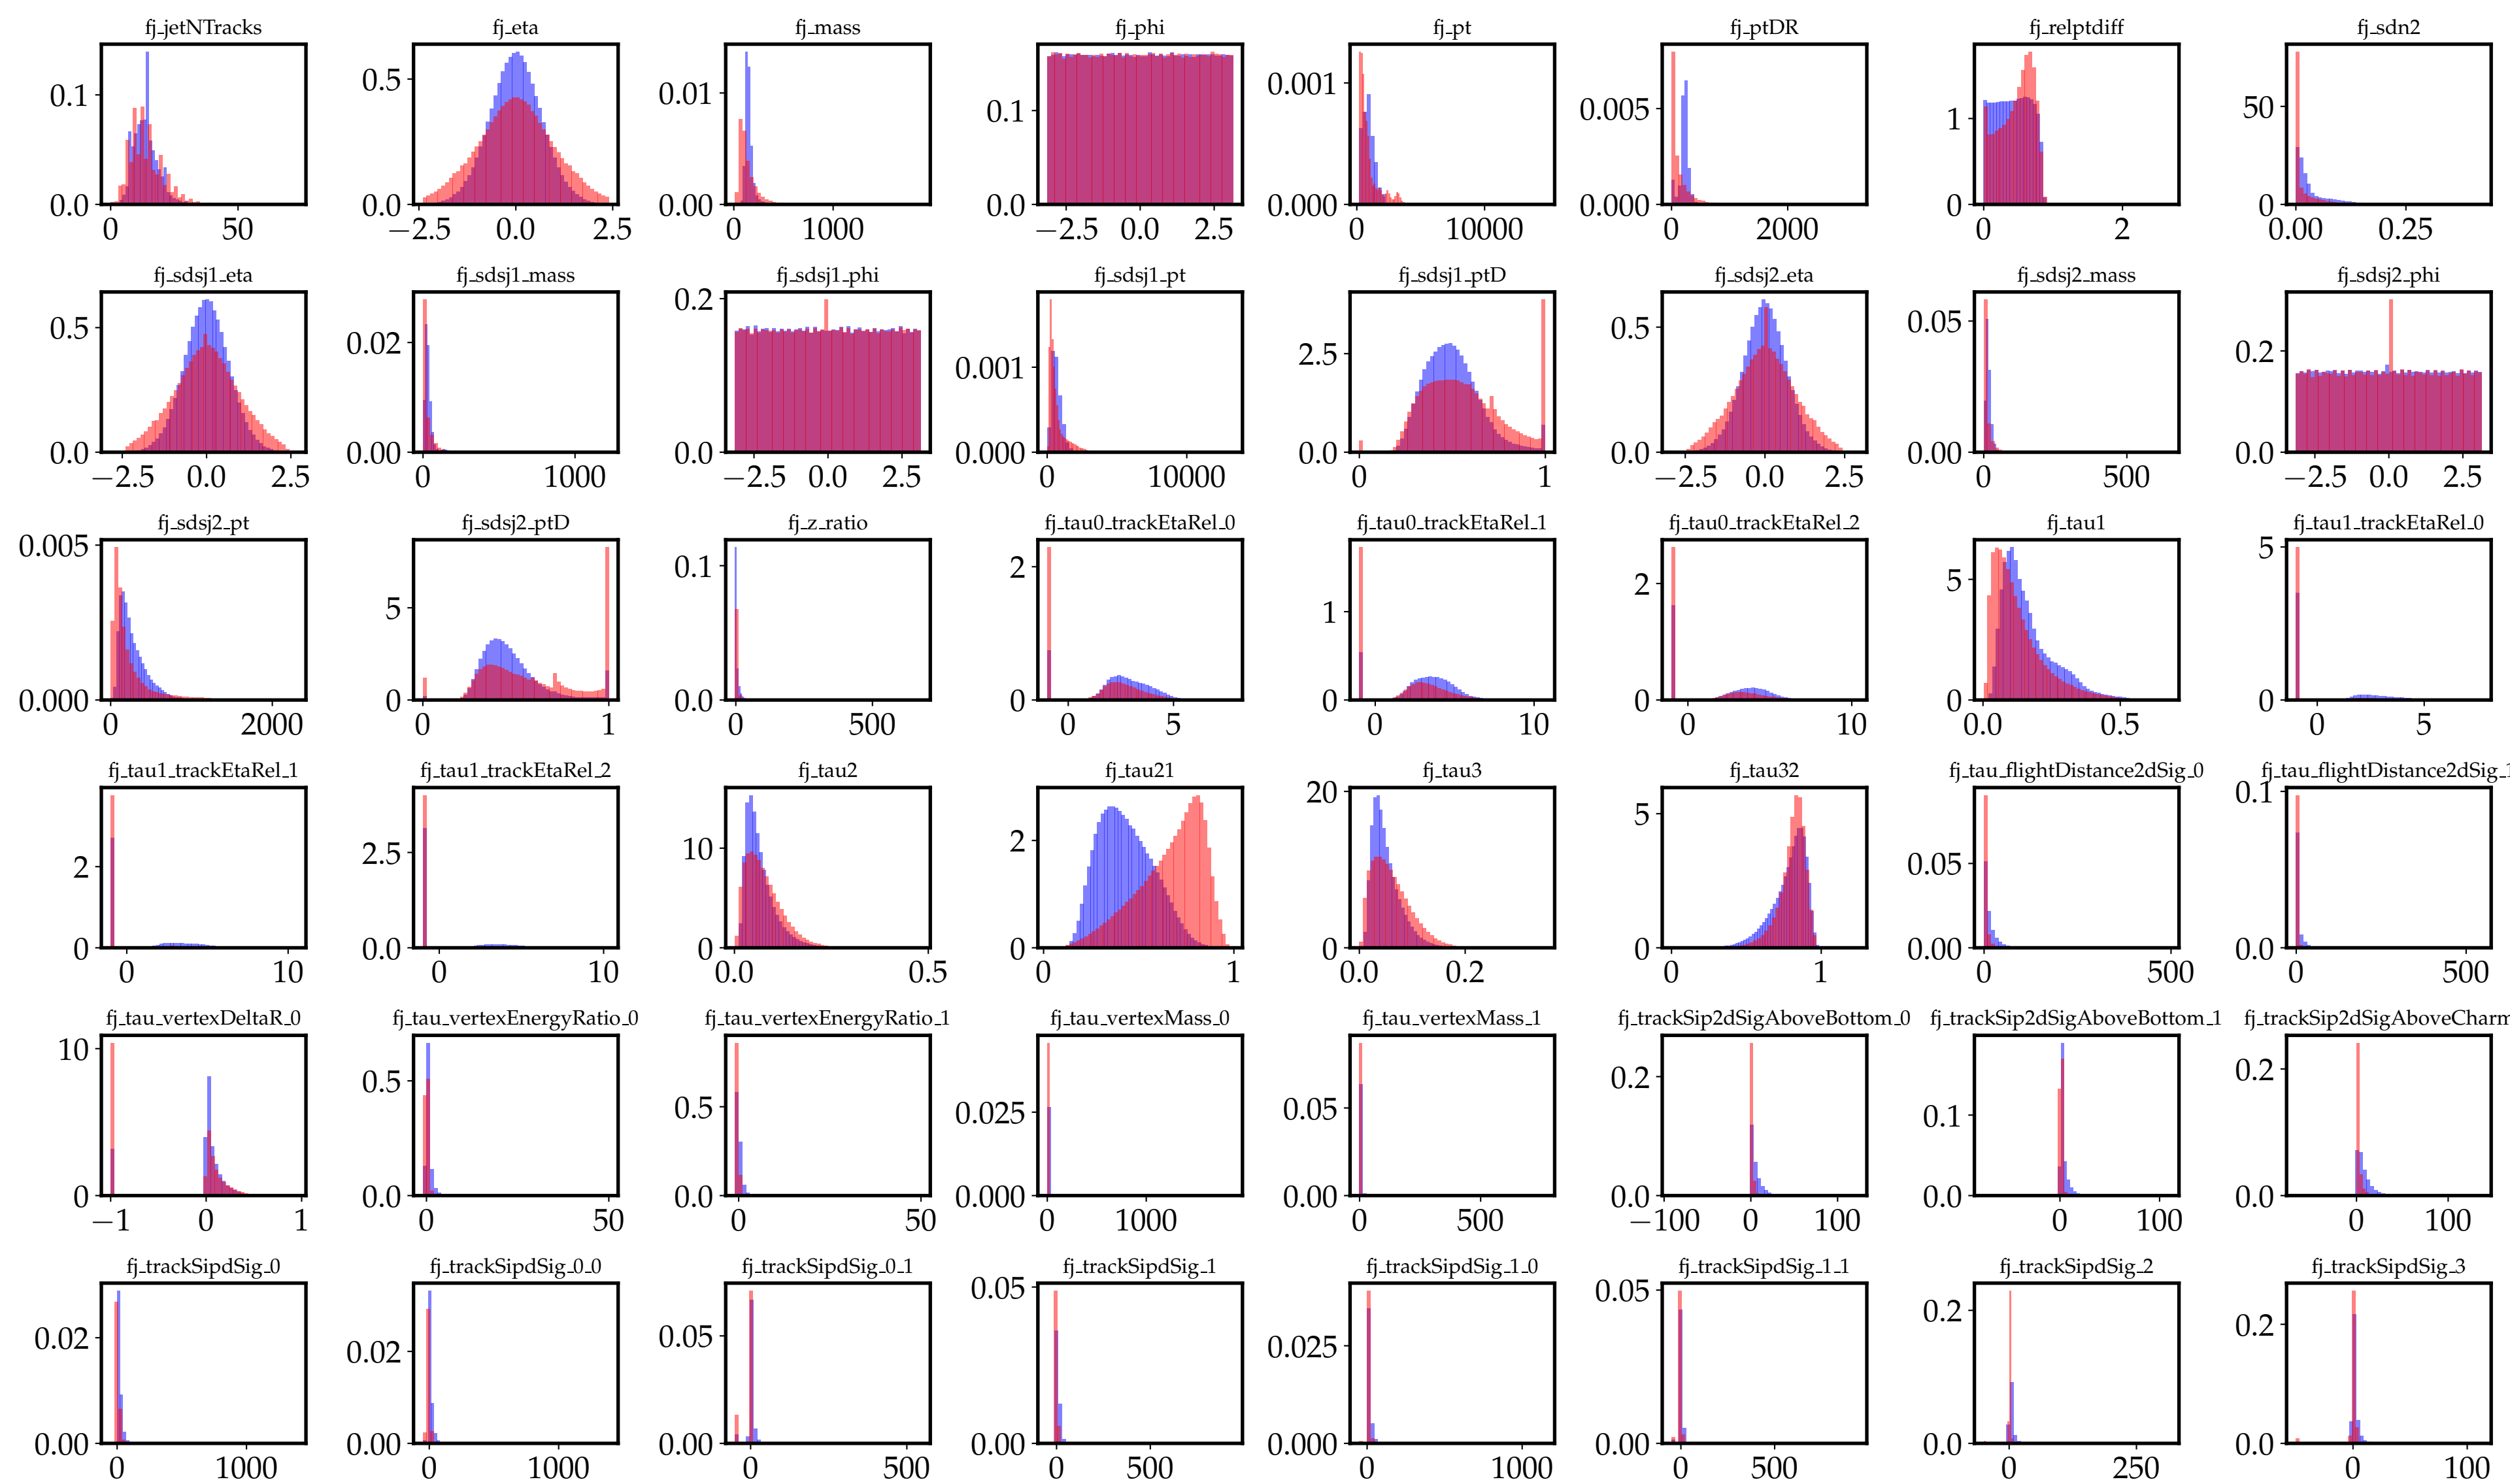 fj_jetNTracks fj_eta fj_mass fj_phi fj_pt fj_ptDR fj_relptdiff fj_sdn2
0.1 0.5 0.01 0.1 0.001 0.005 1 50
0.0 0.0 0.00 0.0 0.000 0.000 0 0
0 50 −2.5 0.0 2.5 0 1000 −2.5 0.0 2.5 0 10000 0 2000 0 2 0.00 0.25
fj_sdsj1_eta fj_sdsj1_mass fj_sdsj1_phi fj_sdsj1_pt fj_sdsj1_ptD fj_sdsj2_eta fj_sdsj2_mass fj_sdsj2_phi
0.5 0.02 0.2 0.001 2.5 0.5 0.05 0.2
0.0 0.00 0.0 0.000 0.0 0.0 0.00 0.0
−2.5 0.0 2.5 0 1000 −2.5 0.0 2.5 0 10000 0 1 −2.5 0.0 2.5 0 500 −2.5 0.0 2.5
fj_sdsj2_pt fj_sdsj2_ptD fj_z_ratio fj_tau0_trackEtaRel_0 fj_tau0_trackEtaRel_1 fj_tau0_trackEtaRel_2 fj_tau1 fj_tau1_trackEtaRel_0
0.005 5 0.1 2 1 2 5 5
0.000 0 0.0 0 0 0 0 0
0 2000 0 1 0 500 0 5 0 10 0 10 0.0 0.5 0 5
fj_tau1_trackEtaRel_1 fj_tau1_trackEtaRel_2 fj_tau2 fj_tau21 fj_tau3 fj_tau32 fj_tau_flightDistance2dSig_0 fj_tau_flightDistance2dSig_1
2 2.5 10 2 20 5 0.05 0.1
0 0.0 0 0 0 0 0.00 0.0
0 10 0 10 0.0 0.5 0 1 0.0 0.2 0 1 0 500 0 500
fj_tau_vertexDeltaR_0 fj_tau_vertexEnergyRatio_0 fj_tau_vertexEnergyRatio_1 fj_tau_vertexMass_0 fj_tau_vertexMass_1 fj_trackSip2dSigAboveBottom_0 fj_trackSip2dSigAboveBottom_1 fj_trackSip2dSigAboveCharm
10 0.5 0.5 0.025 0.05 0.2 0.1 0.2
0 0.0 0.0 0.000 0.00 0.0 0.0 0.0
−1 0 1 0 50 0 50 0 1000 0 500 −100 0 100 0 100 0 100
fj_trackSipdSig_0 fj_trackSipdSig_0_0 fj_trackSipdSig_0_1 fj_trackSipdSig_1 fj_trackSipdSig_1_0 fj_trackSipdSig_1_1 fj_trackSipdSig_2 fj_trackSipdSig_3
0.02 0.02 0.05 0.05 0.025 0.05 0.2 0.2
0.00 0.00 0.00 0.00 0.000 0.00 0.0 0.0
0 1000 0 1000 0 500 0 500 0 1000 0 500 0 250 0 100